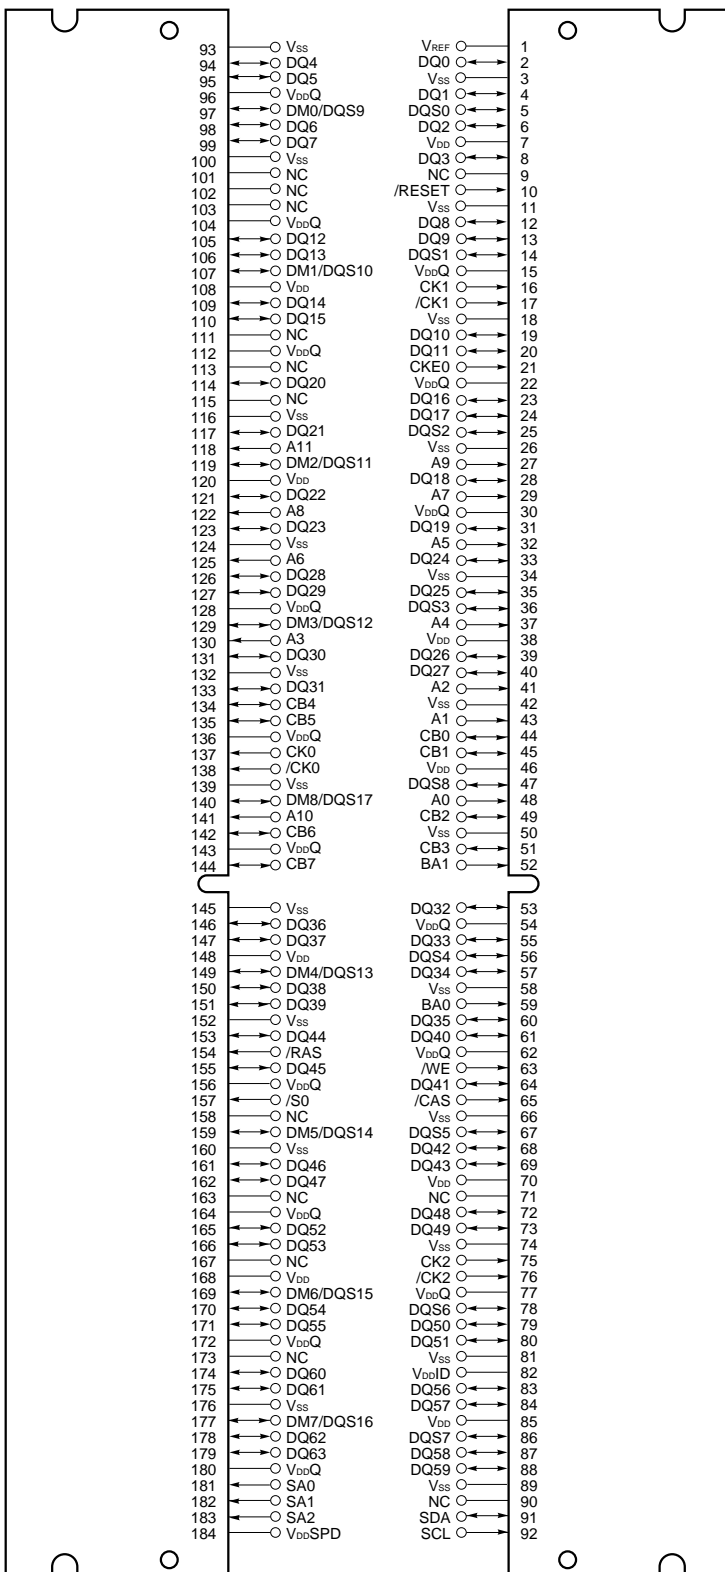 93 VSS VREF 1
94 DQ4 DQ0 2
95 DQ5 VSS 3
96 VDDQ DQ1 4
97 DM0/DQS9 DQS0 5
98 DQ6 DQ2 6
99 DQ7 VDD 7
100 VSS DQ3 8
101 NC NC 9
102 NC /RESET 10
103 NC VSS 11
104 VDDQ DQ8 12
105 DQ12 DQ9 13
106 DQ13 DQS1 14
107 DM1/DQS10 VDDQ 15
108 VDD CK1 16
109 DQ14 /CK1 17
110 DQ15 VSS 18
111 NC DQ10 19
112 VDDQ DQ11 20
113 NC CKE0 21
114 DQ20 VDDQ 22
115 NC DQ16 23
116 VSS DQ17 24
117 DQ21 DQS2 25
118 A11 VSS 26
119 DM2/DQS11 A9 27
120 VDD DQ18 28
121 DQ22 A7 29
122 A8 VDDQ 30
123 DQ23 DQ19 31
124 VSS A5 32
125 A6 DQ24 33
126 DQ28 VSS 34
127 DQ29 DQ25 35
128 VDDQ DQS3 36
129 DM3/DQS12 A4 37
130 A3 VDD 38
131 DQ30 DQ26 39
132 VSS DQ27 40
133 DQ31 A2 41
134 CB4 VSS 42
135 CB5 A1 43
136 VDDQ CB0 44
137 CK0 CB1 45
138 /CK0 VDD 46
139 VSS DQS8 47
140 DM8/DQS17 A0 48
141 A10 CB2 49
142 CB6 VSS 50
143 VDDQ CB3 51
144 CB7 BA1 52
145 VSS DQ32 53
146 DQ36 VDDQ 54
147 DQ37 DQ33 55
148 VDD DQS4 56
149 DM4/DQS13 DQ34 57
150 DQ38 VSS 58
151 DQ39 BA0 59
152 VSS DQ35 60
153 DQ44 DQ40 61
154 /RAS VDDQ 62
155 DQ45 /WE 63
156 VDDQ DQ41 64
157 /S0 /CAS 65
158 NC VSS 66
159 DM5/DQS14 DQS5 67
160 VSS DQ42 68
161 DQ46 DQ43 69
162 DQ47 VDD 70
163 NC NC 71
164 VDDQ DQ48 72
165 DQ52 DQ49 73
166 DQ53 VSS 74
167 NC CK2 75
168 VDD /CK2 76
169 DM6/DQS15 VDDQ 77
170 DQ54 DQS6 78
171 DQ55 DQ50 79
172 VDDQ DQ51 80
173 NC VSS 81
174 DQ60 VDDID 82
175 DQ61 DQ56 83
176 VSS DQ57 84
177 DM7/DQS16 VDD 85
178 DQ62 DQS7 86
179 DQ63 DQ58 87
180 VDDQ DQ59 88
181 SA0 VSS 89
182 SA1 NC 90
183 SA2 SDA 91
184 VDDSPD SCL 92